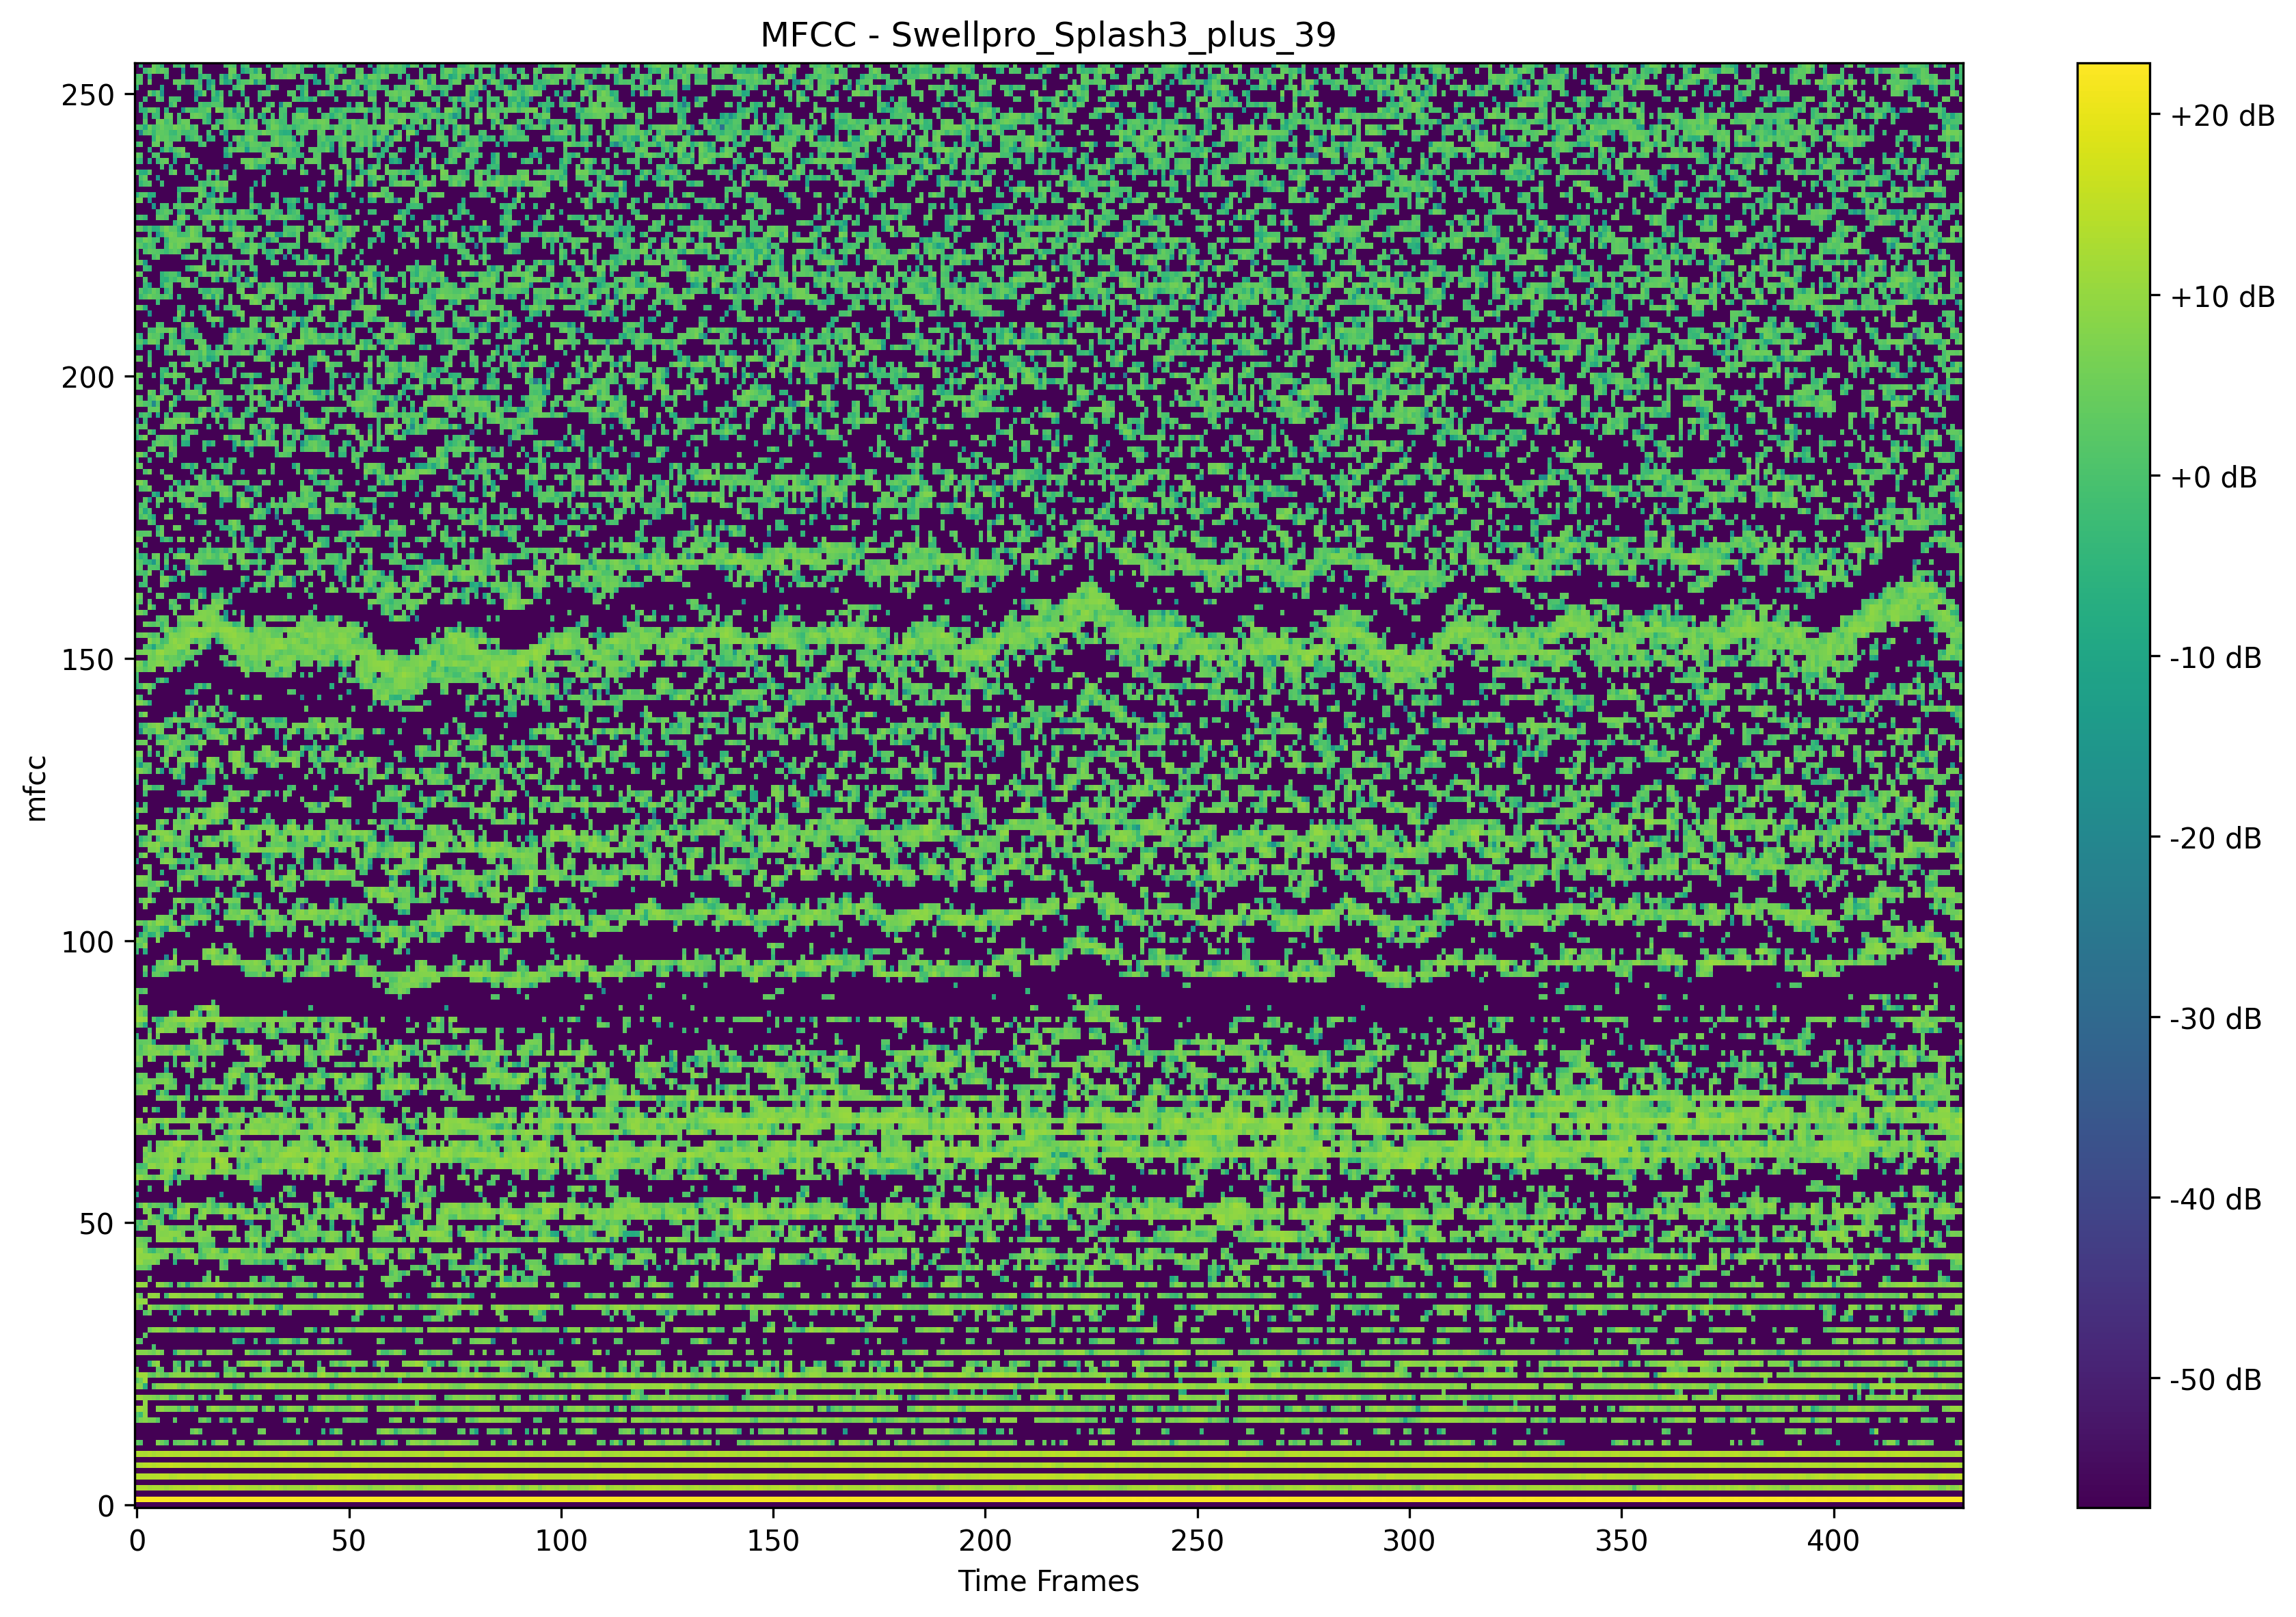 MFCC - Swellpro_Splash3_plus_39
250
200
150
100
50
0
mfcc
0 50 100 150 200 250 300 350 400
Time Frames
+20 dB
+10 dB
+0 dB
-10 dB
-20 dB
-30 dB
-40 dB
-50 dB